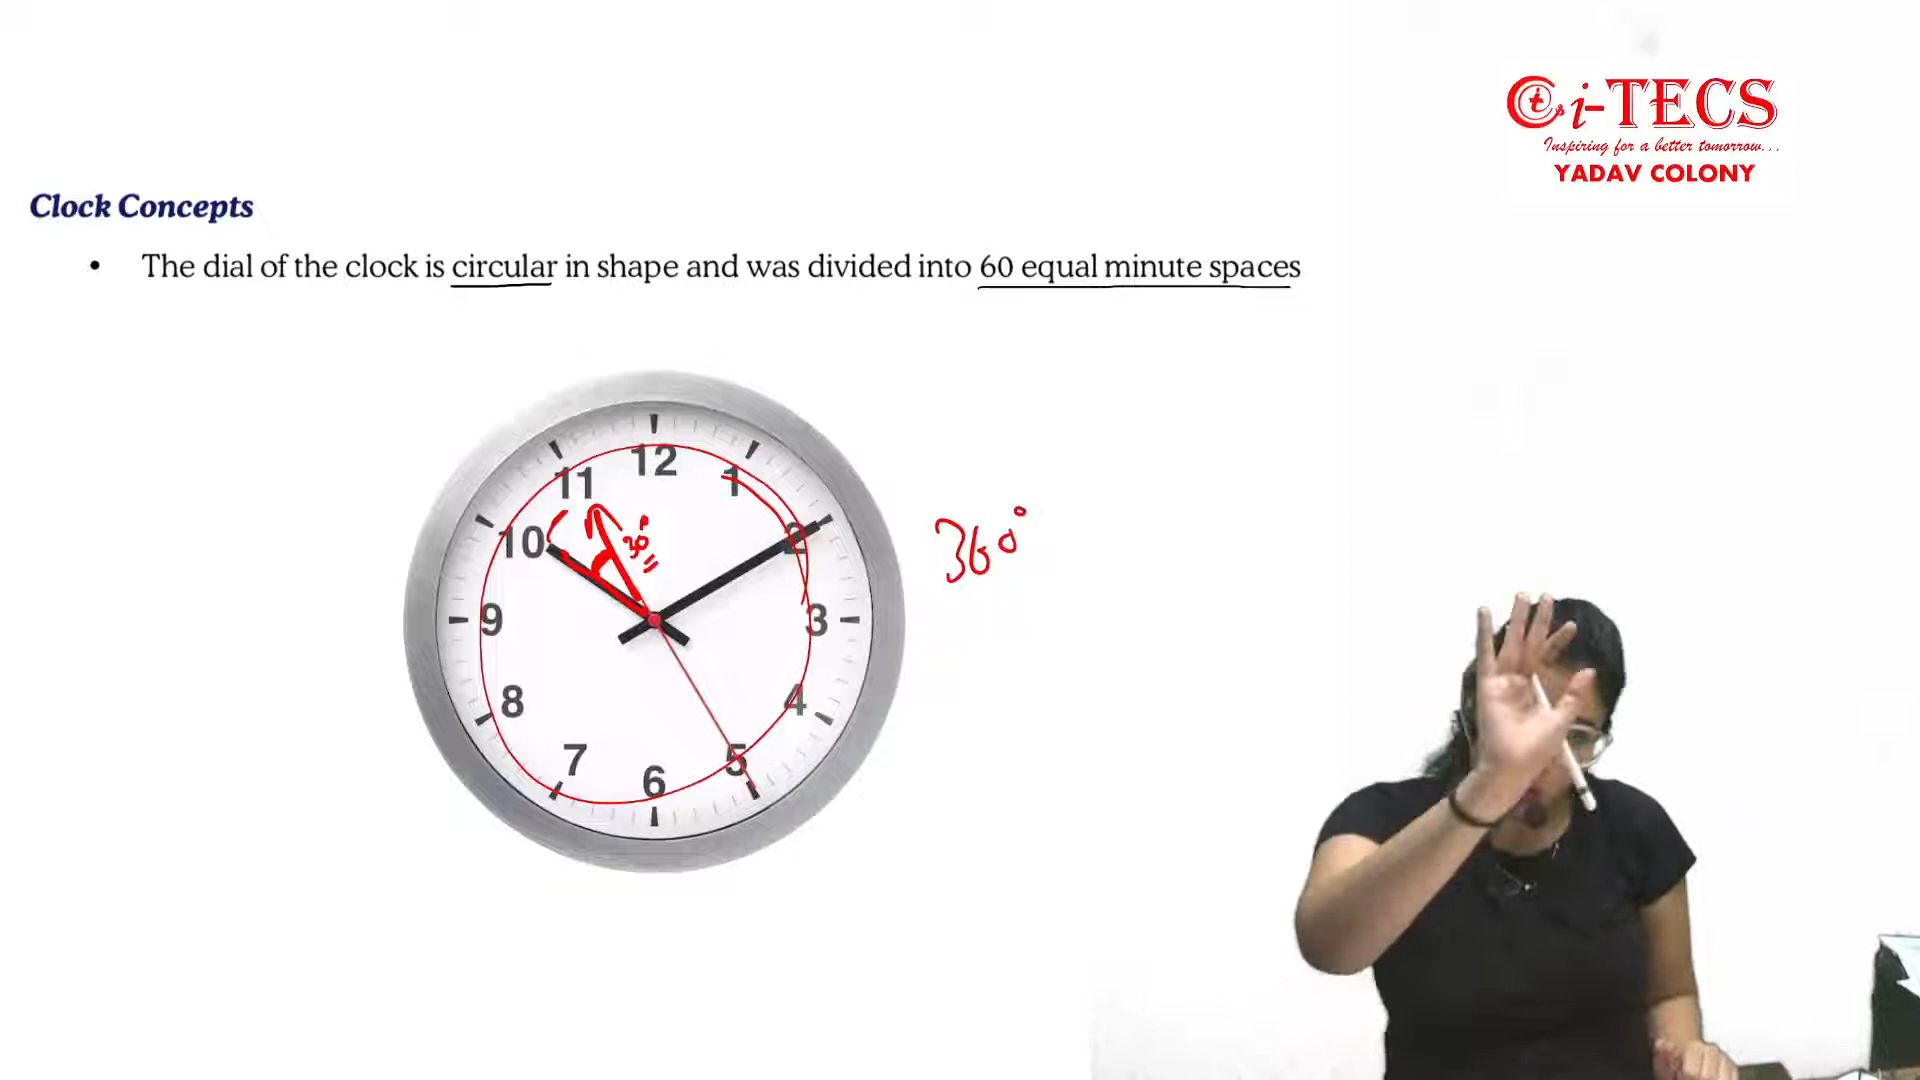 i-TECS
Inspiring for a better tomorrow...
YADAV COLONY
Clock Concepts
• The dial of the clock is circular in shape and was divided into 60 equal minute spaces
12
11
1
10
2
30°
360°
9
3
8
4
7
5
6